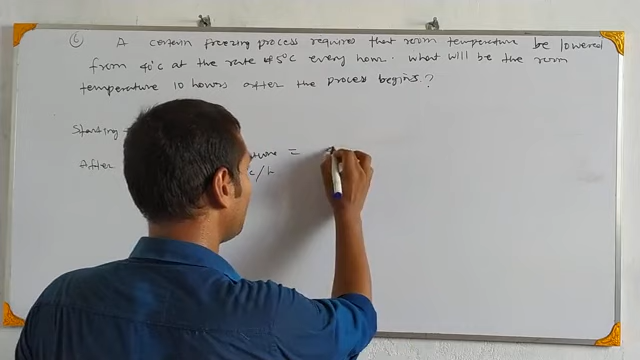 6 A certain freezing process requires that room temperature be lowered
from 40°C at the rate of 5°C every hour. What will be the room
temperature 10 hours after the process begins.?
Starting
After =
c/h